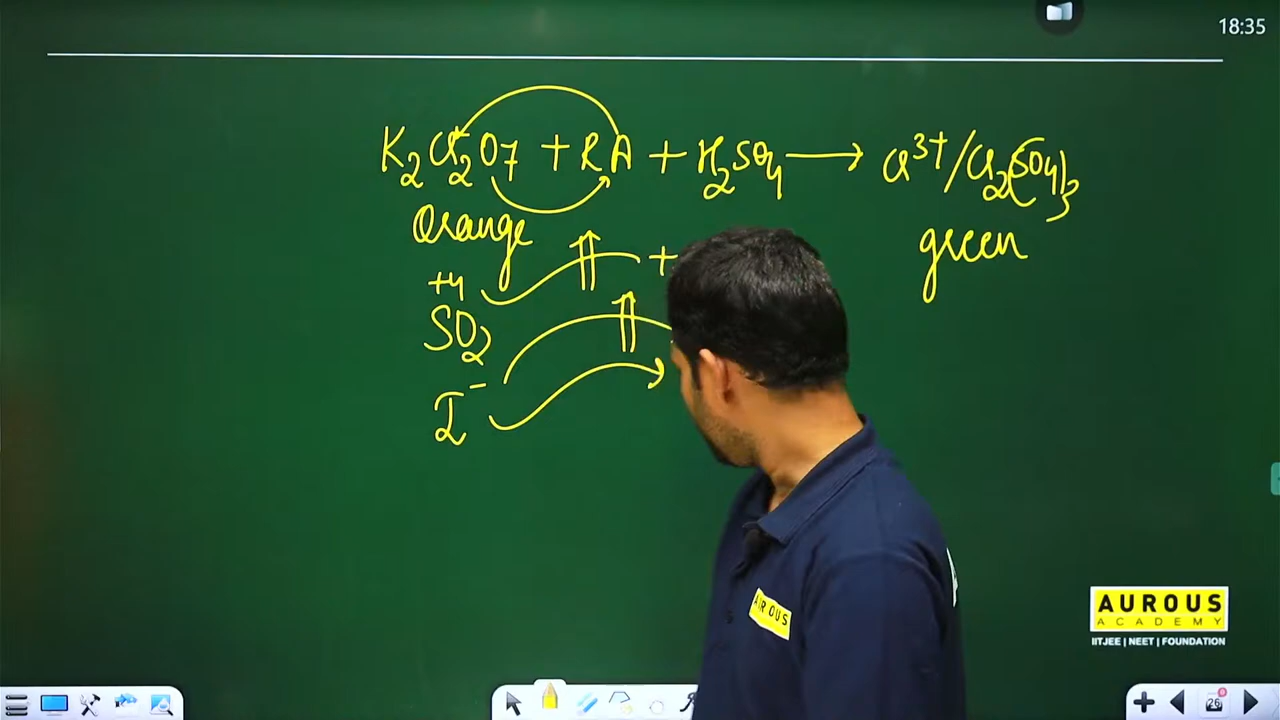 18:35
K₂Cr₂O₇ + RA + H₂SO₄ → Cr³⁺/Cr₂(SO₄)₃
Orange
green
+4
+
SO₂
I⁻
AUROUS
AUROUS
ACADEMY
IITJEE | NEET | FOUNDATION
26